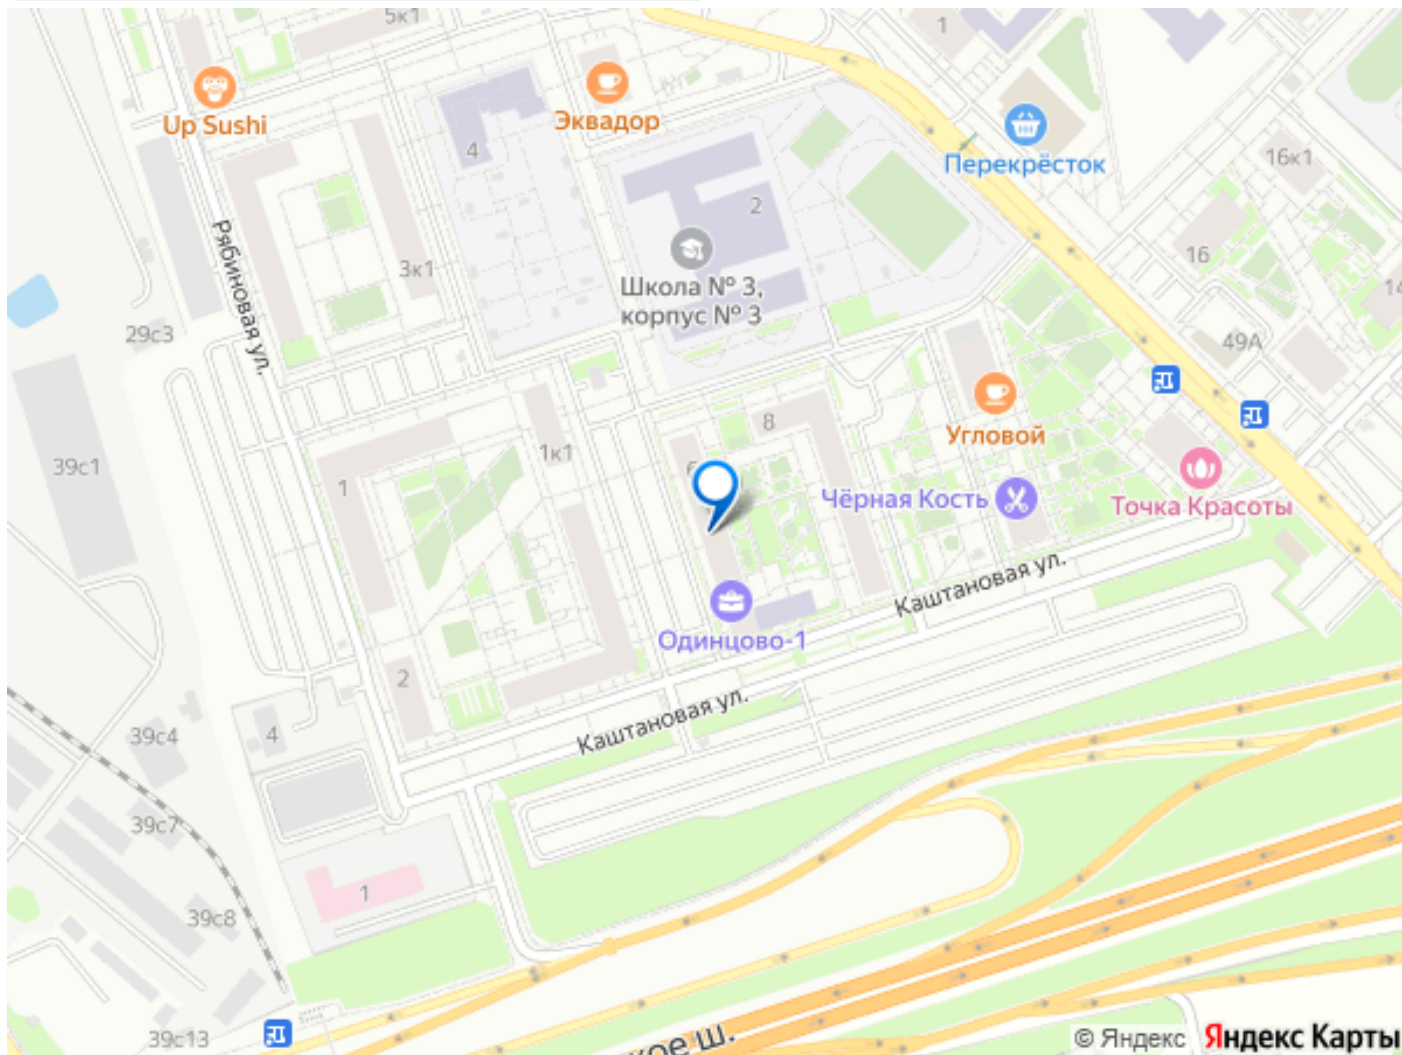 5к1
1
Up Sushi
Эквадор
4
Перекрёсток
16к1
2
Рябиновая ул.
3к1
Школа № 3,
корпус № 3
16
14
29с3
49А
39с1
1
1к1
8
6
Угловой
Чёрная Кость
Точка Красоты
Каштановая ул.
Одинцово-1
2
Каштановая ул.
39с4
4
39с7
1
39с8
39с13
кое ш.
© Яндекс Яндекс Карты